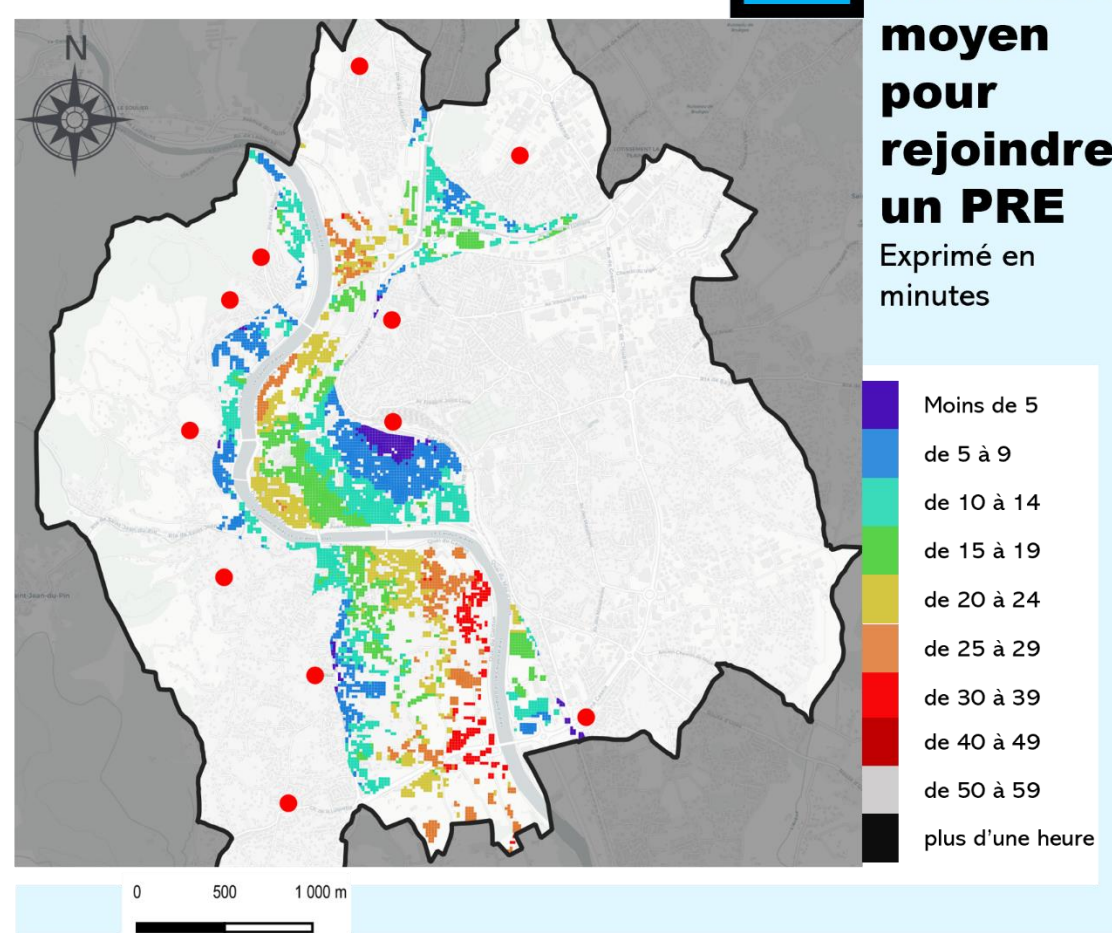 moyen
pour
rejoindre
un PRE
Exprimé en
minutes
N
Moins de 5
de 5 à 9
de 10 à 14
de 15 à 19
de 20 à 24
de 25 à 29
de 30 à 39
de 40 à 49
de 50 à 59
plus d'une heure
0 500 1 000 m